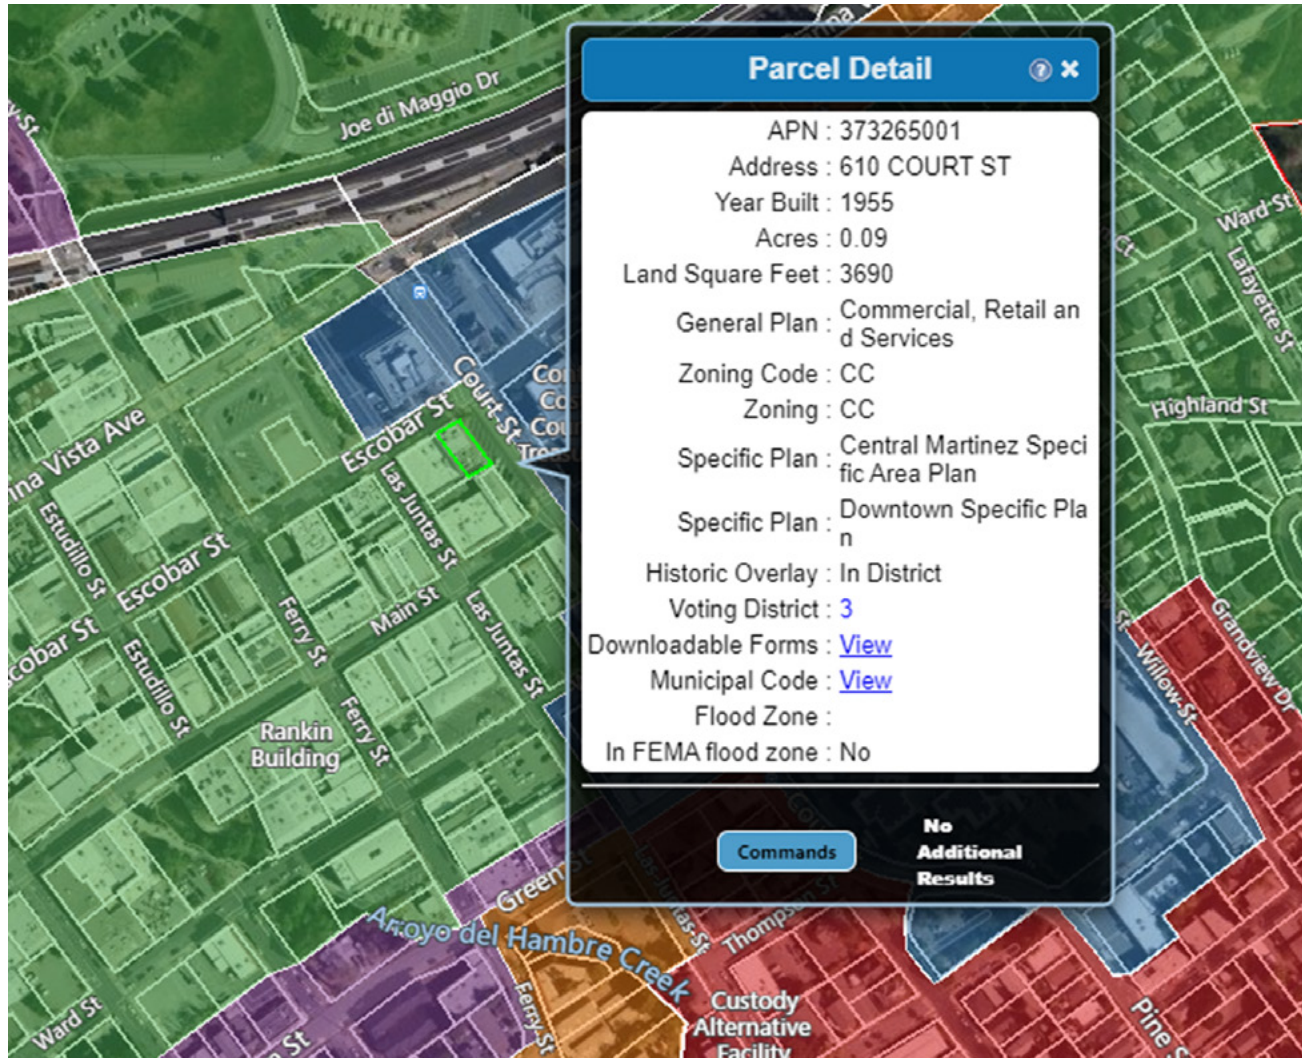 Parcel Detail
APN : 373265001
Address : 610 COURT ST
Year Built : 1955
Acres : 0.09
Land Square Feet : 3690
General Plan : Commercial, Retail an
d Services
Zoning Code : CC
Zoning : CC
Specific Plan : Central Martinez Speci
fic Area Plan
Specific Plan : Downtown Specific Pla
n
Historic Overlay : In District
Voting District : 3
Downloadable Forms : View
Municipal Code : View
Flood Zone :
In FEMA flood zone : No
Commands
No
Additional
Results
Joe di Maggio Dr
Ward St
Lafayette St
Highland St
Grandview Dr
Willow St
Pine
Court St
Escobar St
Las Juntas St
Estudillo St
Escobar St
Ferry St
Main St
Las Juntas St
Estudillo St
Ferry St
Rankin
Building
Green St
Arroyo del Hambre Creek
Las Juntas St
Thompson St
Ferry St
Ward St
Custody
Alternative
Facility